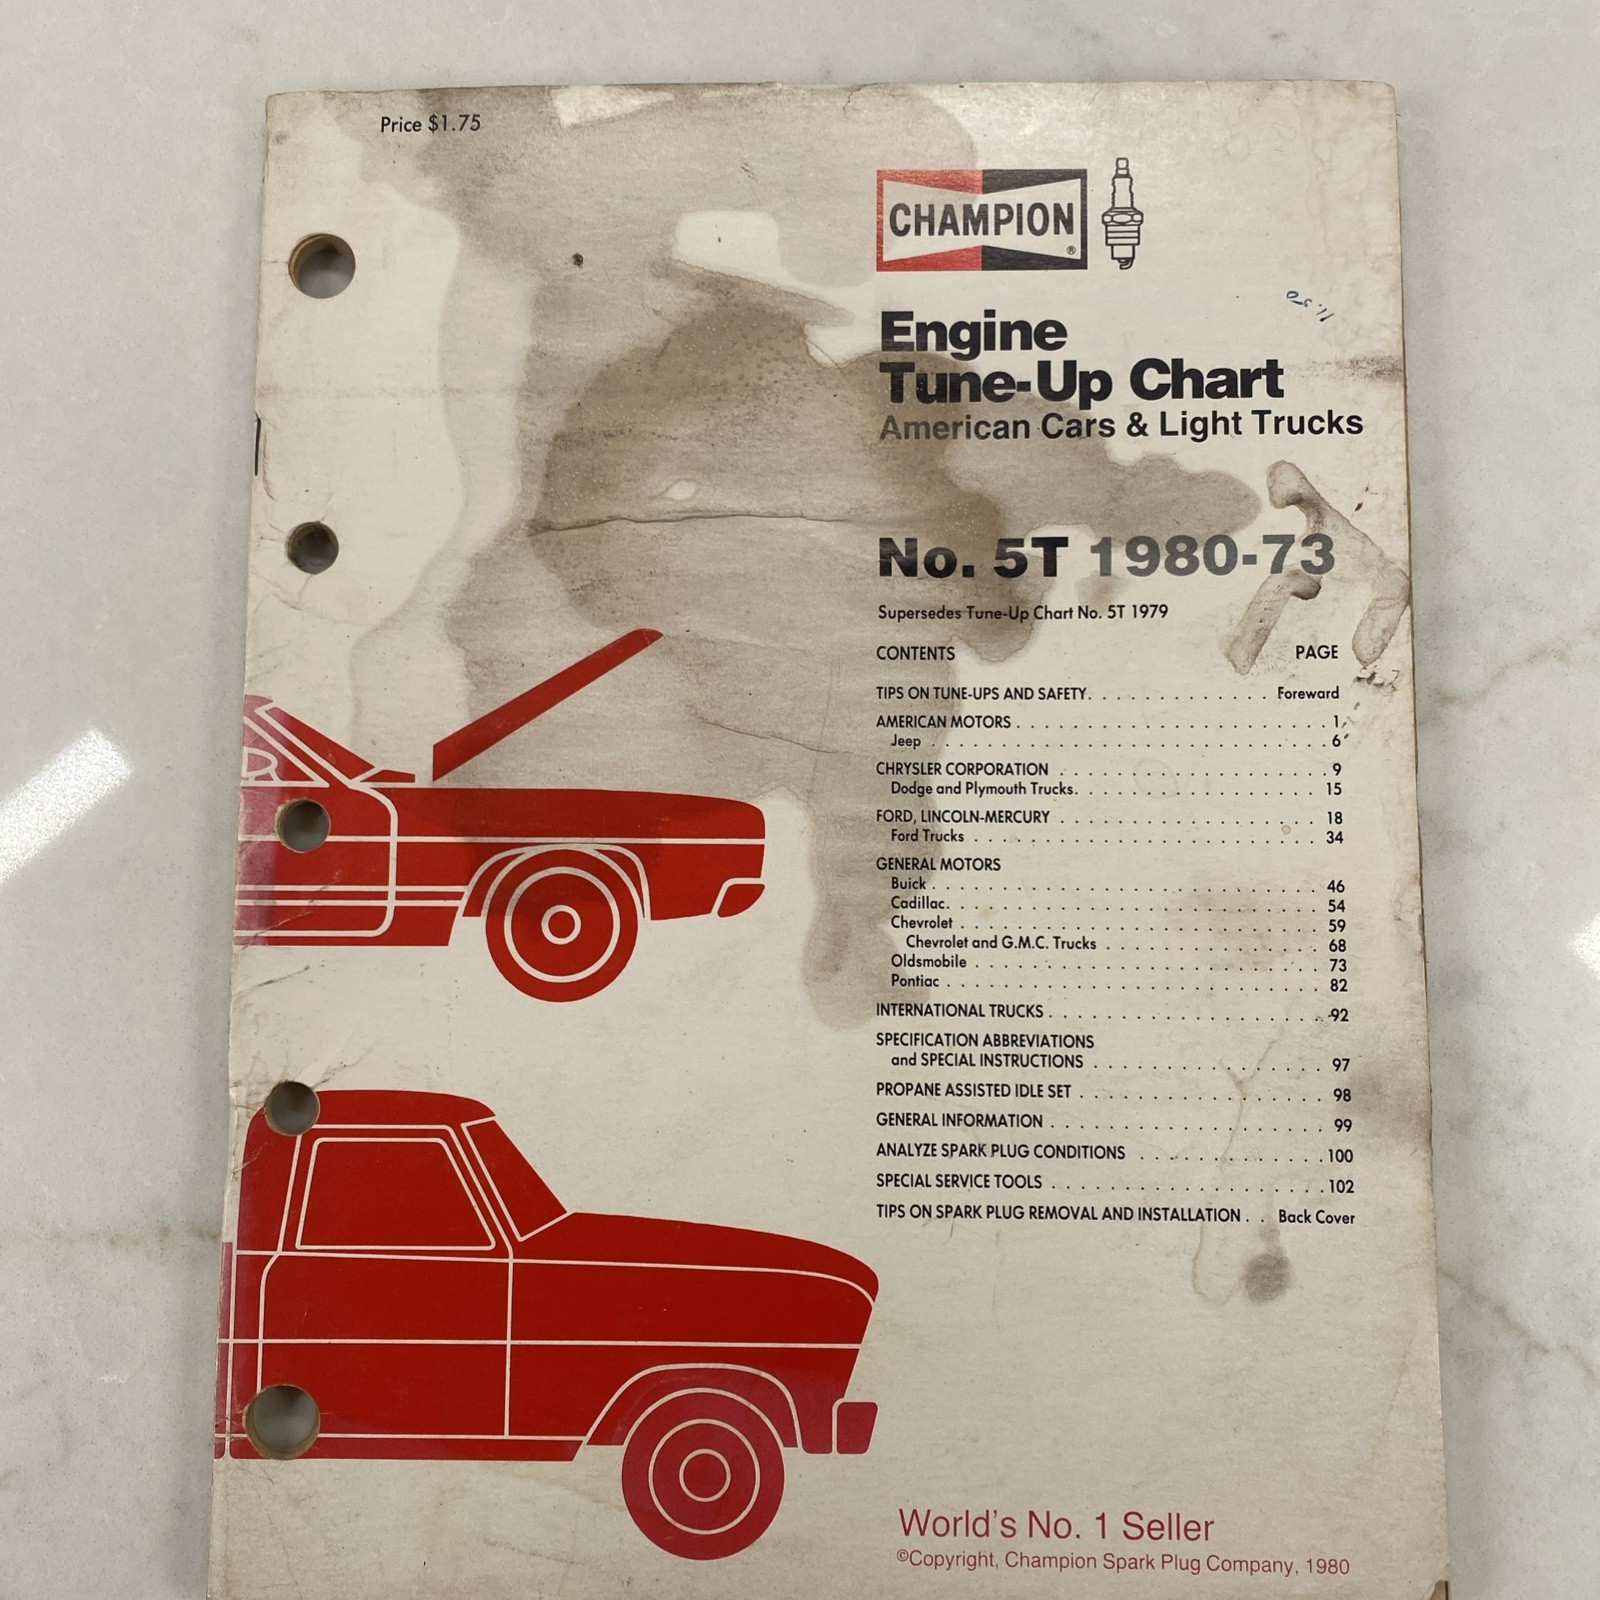 Price $1.75
CHAMPION®
Engine
Tune-Up Chart
American Cars & Light Trucks
No. 5T 1980-73
Supersedes Tune-Up Chart No. 5T 1979
CONTENTS PAGE
TIPS ON TUNE-UPS AND SAFETY. . . . . . . . . . . . . Foreward
AMERICAN MOTORS . . . . . . . . . . . . . . . . . . . . . . 1
Jeep . . . . . . . . . . . . . . . . . . . . . . . . . . . . 6
CHRYSLER CORPORATION . . . . . . . . . . . . . . . . . . . 9
Dodge and Plymouth Trucks. . . . . . . . . . . . . . . . . . 15
FORD, LINCOLN-MERCURY . . . . . . . . . . . . . . . . . . 18
Ford Trucks . . . . . . . . . . . . . . . . . . . . . . . . 34
GENERAL MOTORS
Buick . . . . . . . . . . . . . . . . . . . . . . . . . . . 46
Cadillac. . . . . . . . . . . . . . . . . . . . . . . . . . 54
Chevrolet . . . . . . . . . . . . . . . . . . . . . . . . . 59
Chevrolet and G.M.C. Trucks . . . . . . . . . . . . . . . 68
Oldsmobile . . . . . . . . . . . . . . . . . . . . . . . . 73
Pontiac . . . . . . . . . . . . . . . . . . . . . . . . . . 82
INTERNATIONAL TRUCKS . . . . . . . . . . . . . . . . . . . 92
SPECIFICATION ABBREVIATIONS
and SPECIAL INSTRUCTIONS . . . . . . . . . . . . . . . . 97
PROPANE ASSISTED IDLE SET . . . . . . . . . . . . . . . . . 98
GENERAL INFORMATION . . . . . . . . . . . . . . . . . . . 99
ANALYZE SPARK PLUG CONDITIONS . . . . . . . . . . . . . 100
SPECIAL SERVICE TOOLS . . . . . . . . . . . . . . . . . . . 102
TIPS ON SPARK PLUG REMOVAL AND INSTALLATION . . Back Cover
World's No. 1 Seller
©Copyright, Champion Spark Plug Company, 1980